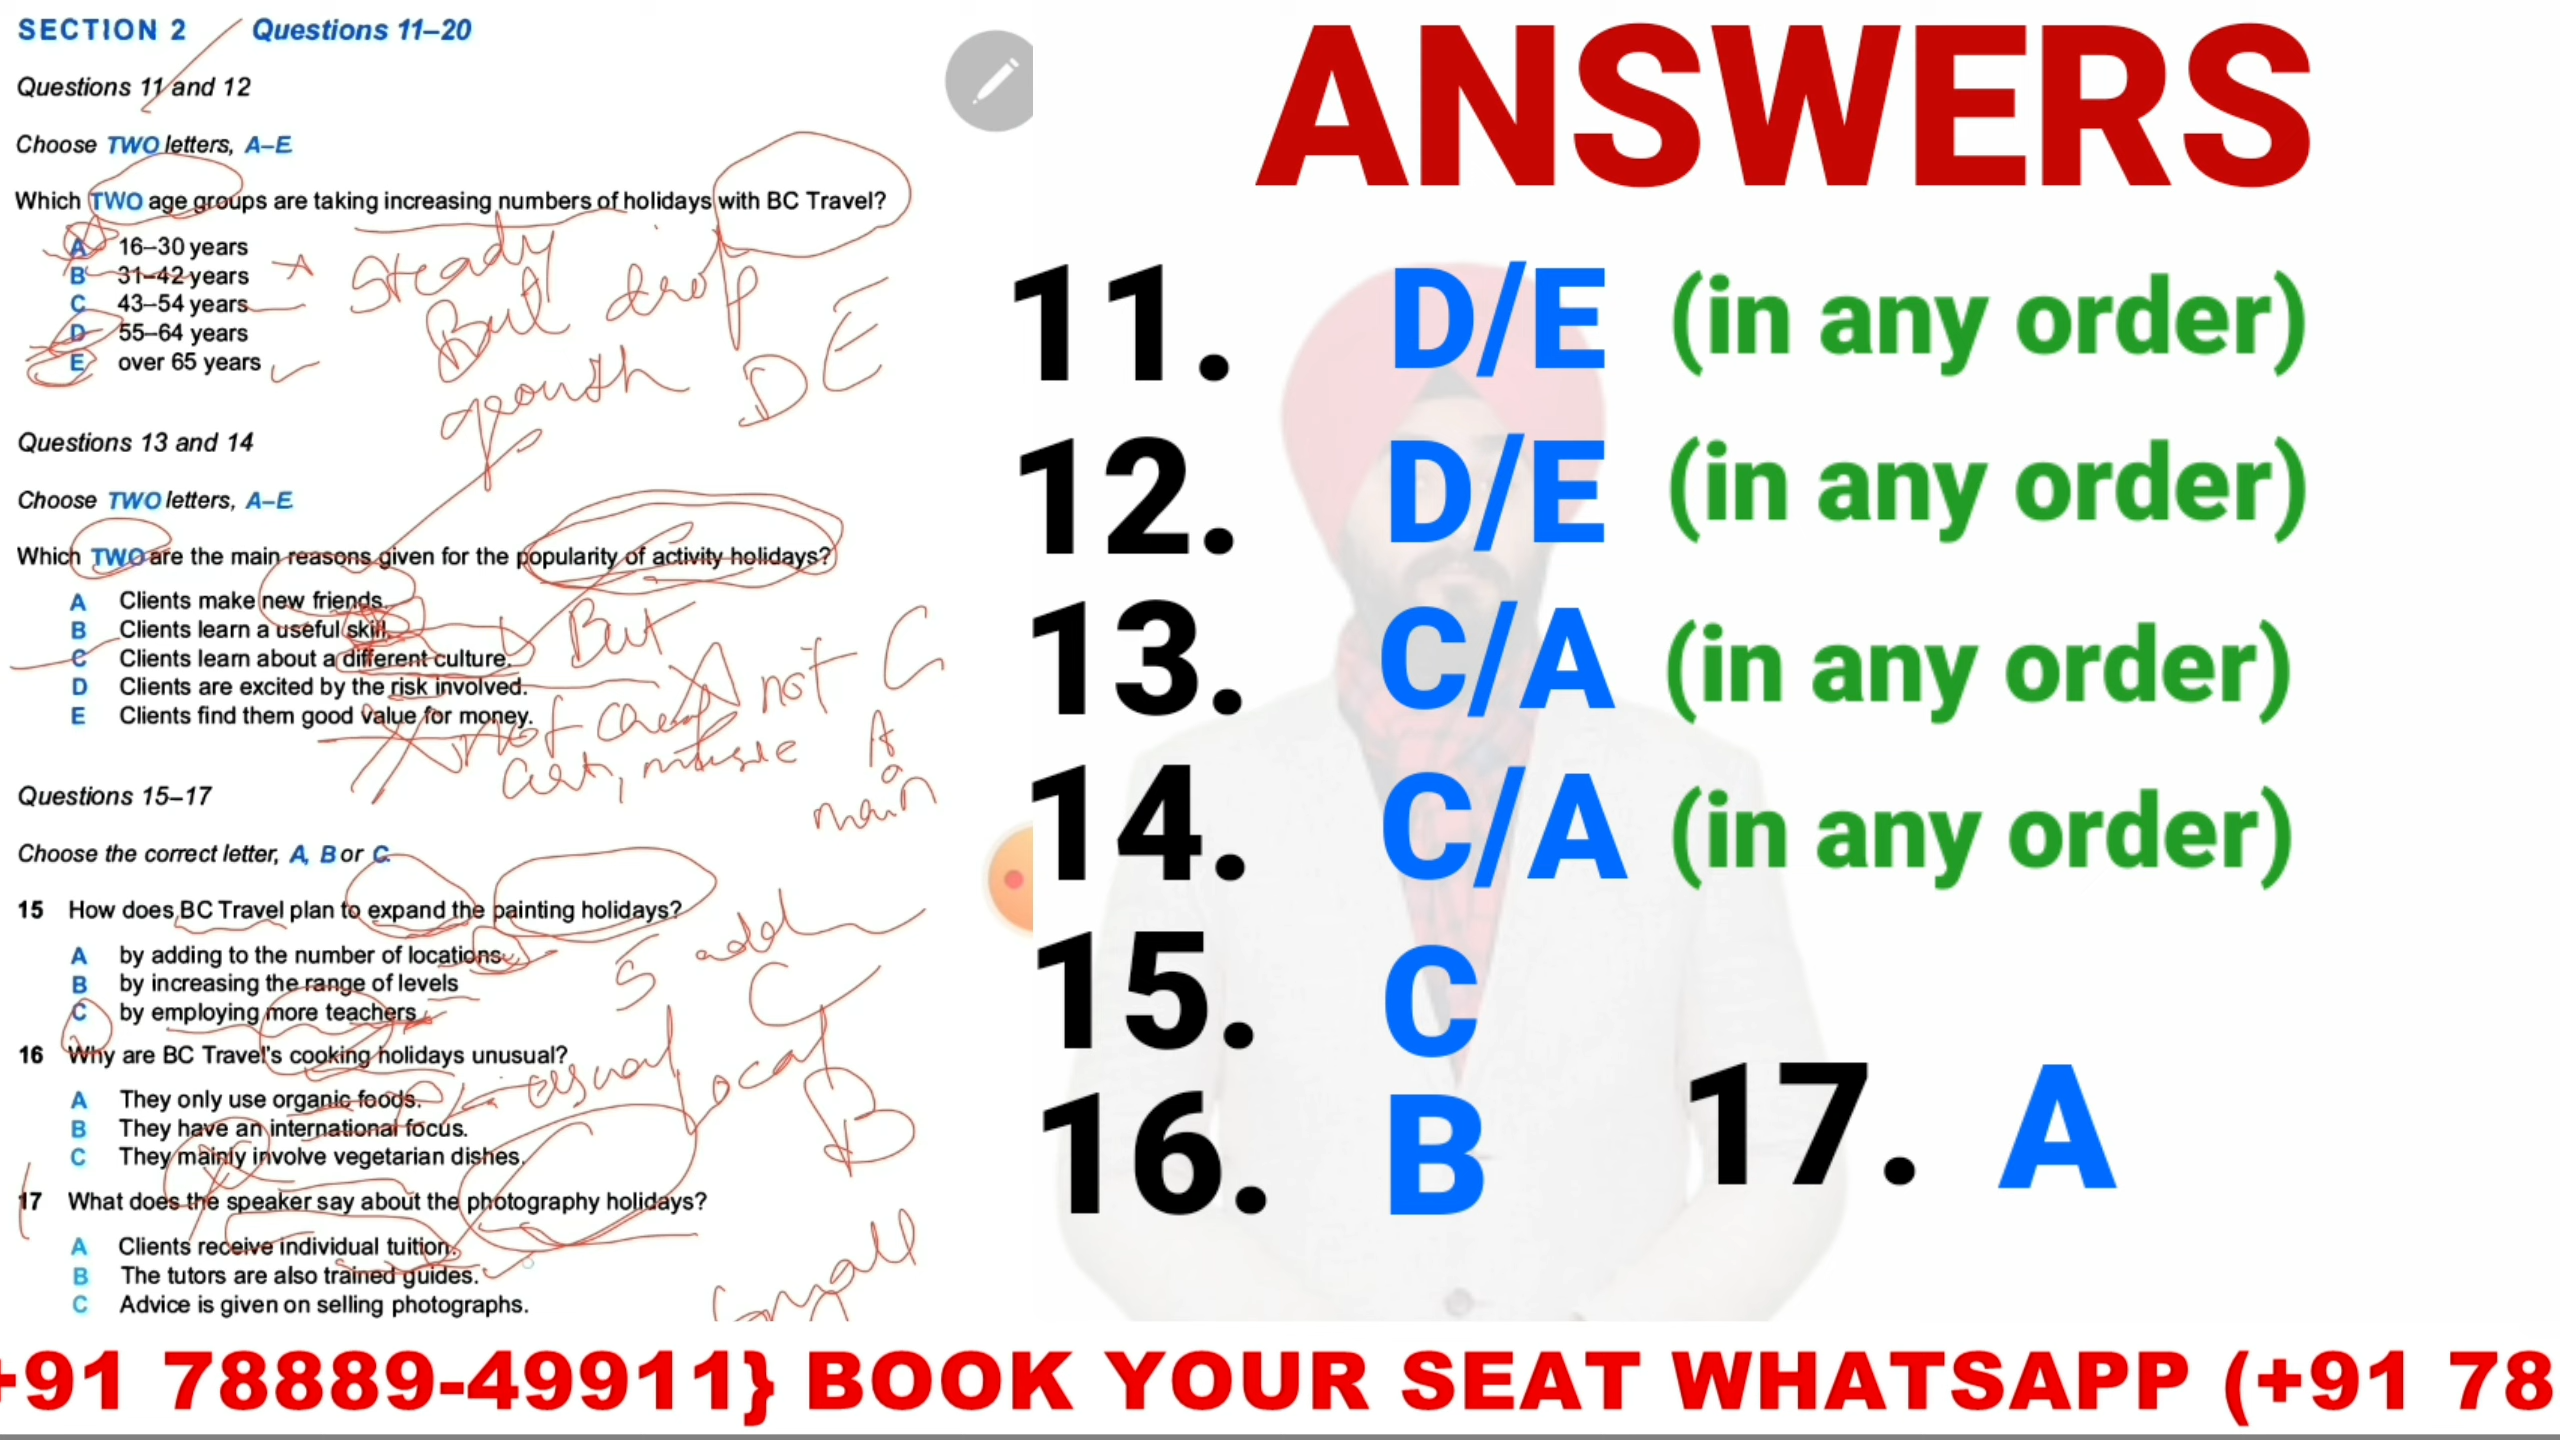 SECTION 2 Questions 11–20
Questions 11 and 12
Choose TWO letters, A–E
Which TWO age groups are taking increasing numbers of holidays with BC Travel?
A 16–30 years
B 31–42 years
C 43–54 years
D 55–64 years
E over 65 years
steady
But drop
growth D E
Questions 13 and 14
Choose TWO letters, A–E
Which TWO are the main reasons given for the popularity of activity holidays?
A Clients make new friends.
B Clients learn a useful skill.
C Clients learn about a different culture.
D Clients are excited by the risk involved.
E Clients find them good value for money.
But
not C
not cheap A
main
Questions 15–17
Choose the correct letter, A, B or C.
15 How does BC Travel plan to expand the painting holidays?
A by adding to the number of locations
B by increasing the range of levels
C by employing more teachers
5 add
C
16 Why are BC Travel's cooking holidays unusual?
A They only use organic foods.
B They have an international focus.
C They mainly involve vegetarian dishes.
usual local
B
17 What does the speaker say about the photography holidays?
A Clients receive individual tuition.
B The tutors are also trained guides.
C Advice is given on selling photographs.
small
ANSWERS
11. D/E (in any order)
12. D/E (in any order)
13. C/A (in any order)
14. C/A (in any order)
15. C
16. B 17. A
+91 78889-49911} BOOK YOUR SEAT WHATSAPP (+91 78